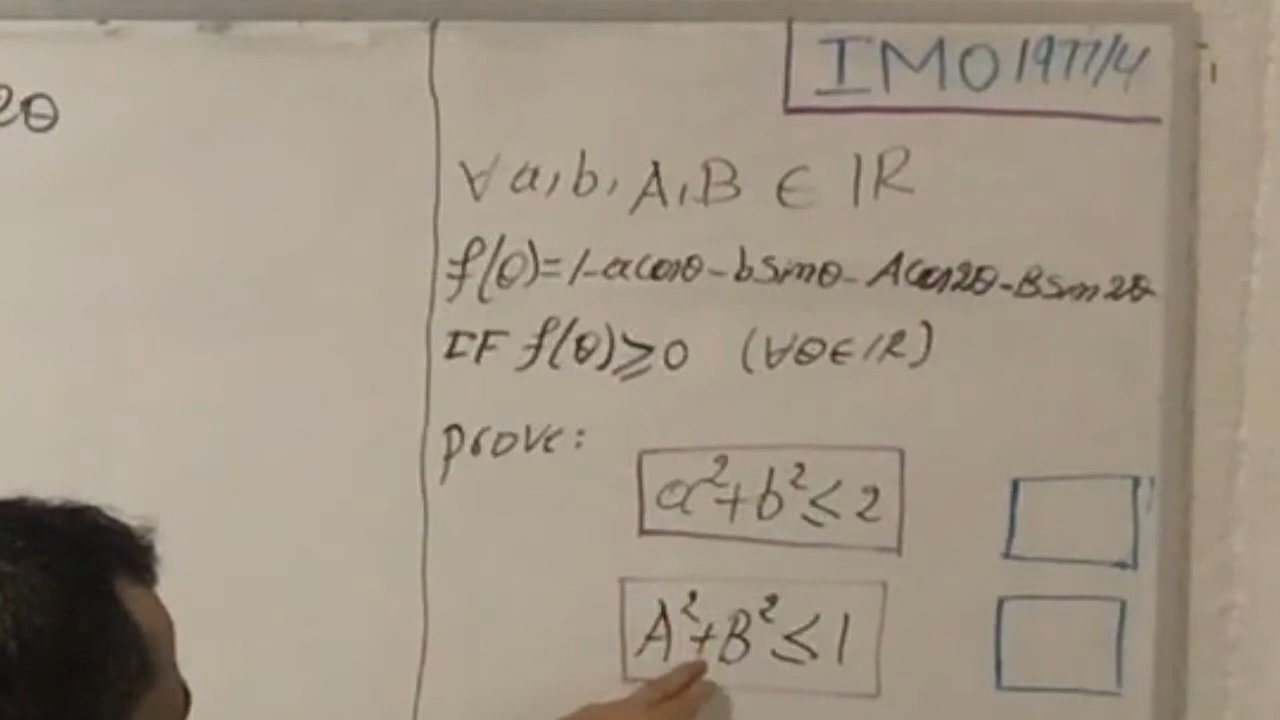 2θ
IMO 1977/4
∀ a, b, A, B ∈ IR
f(θ)=1-acosθ-bsinθ-Acos2θ-Bsin2θ
IF f(θ)⩾0 (∀θ∈IR)
prove:
a²+b²≤2
A²+B²≤1